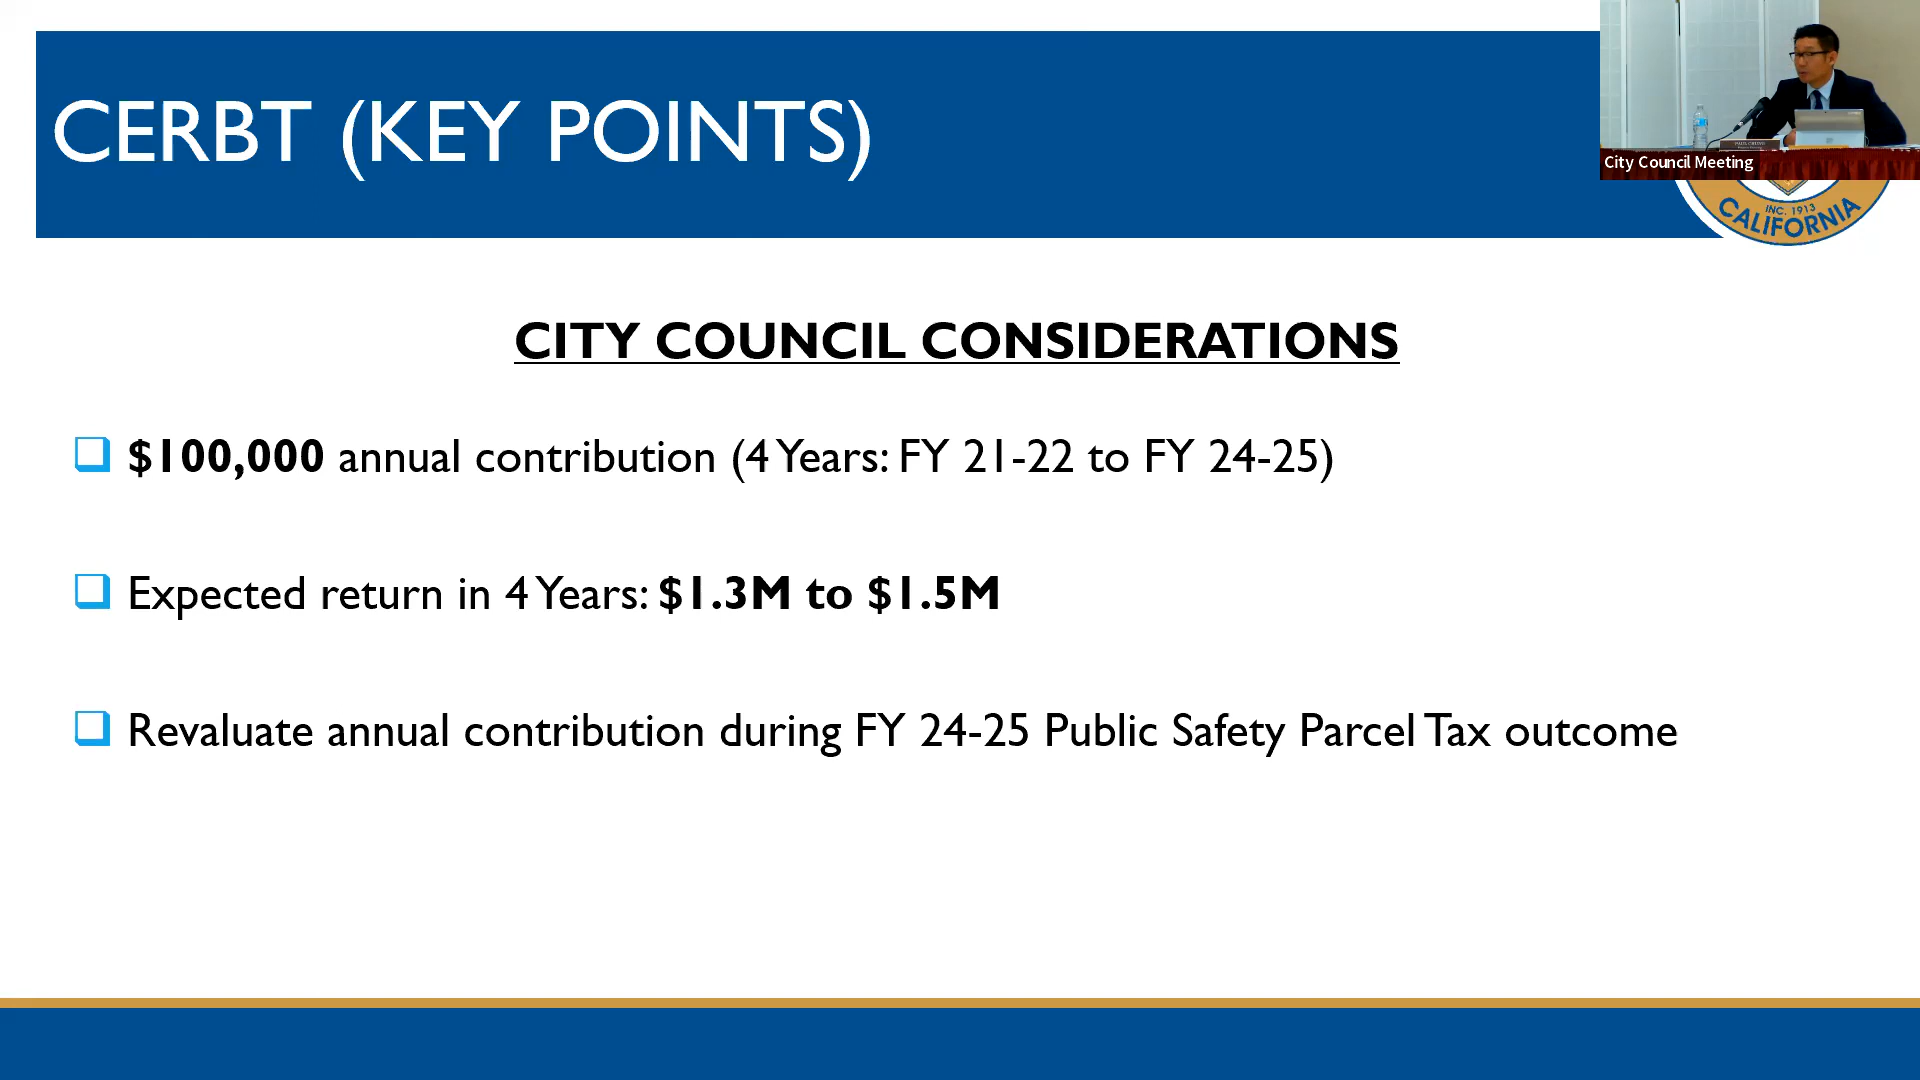 CERBT (KEY POINTS)
City Council Meeting
INC. 1913
CALIFORNIA
CITY COUNCIL CONSIDERATIONS
$100,000 annual contribution (4 Years: FY 21-22 to FY 24-25)
Expected return in 4 Years: $1.3M to $1.5M
Revaluate annual contribution during FY 24-25 Public Safety Parcel Tax outcome